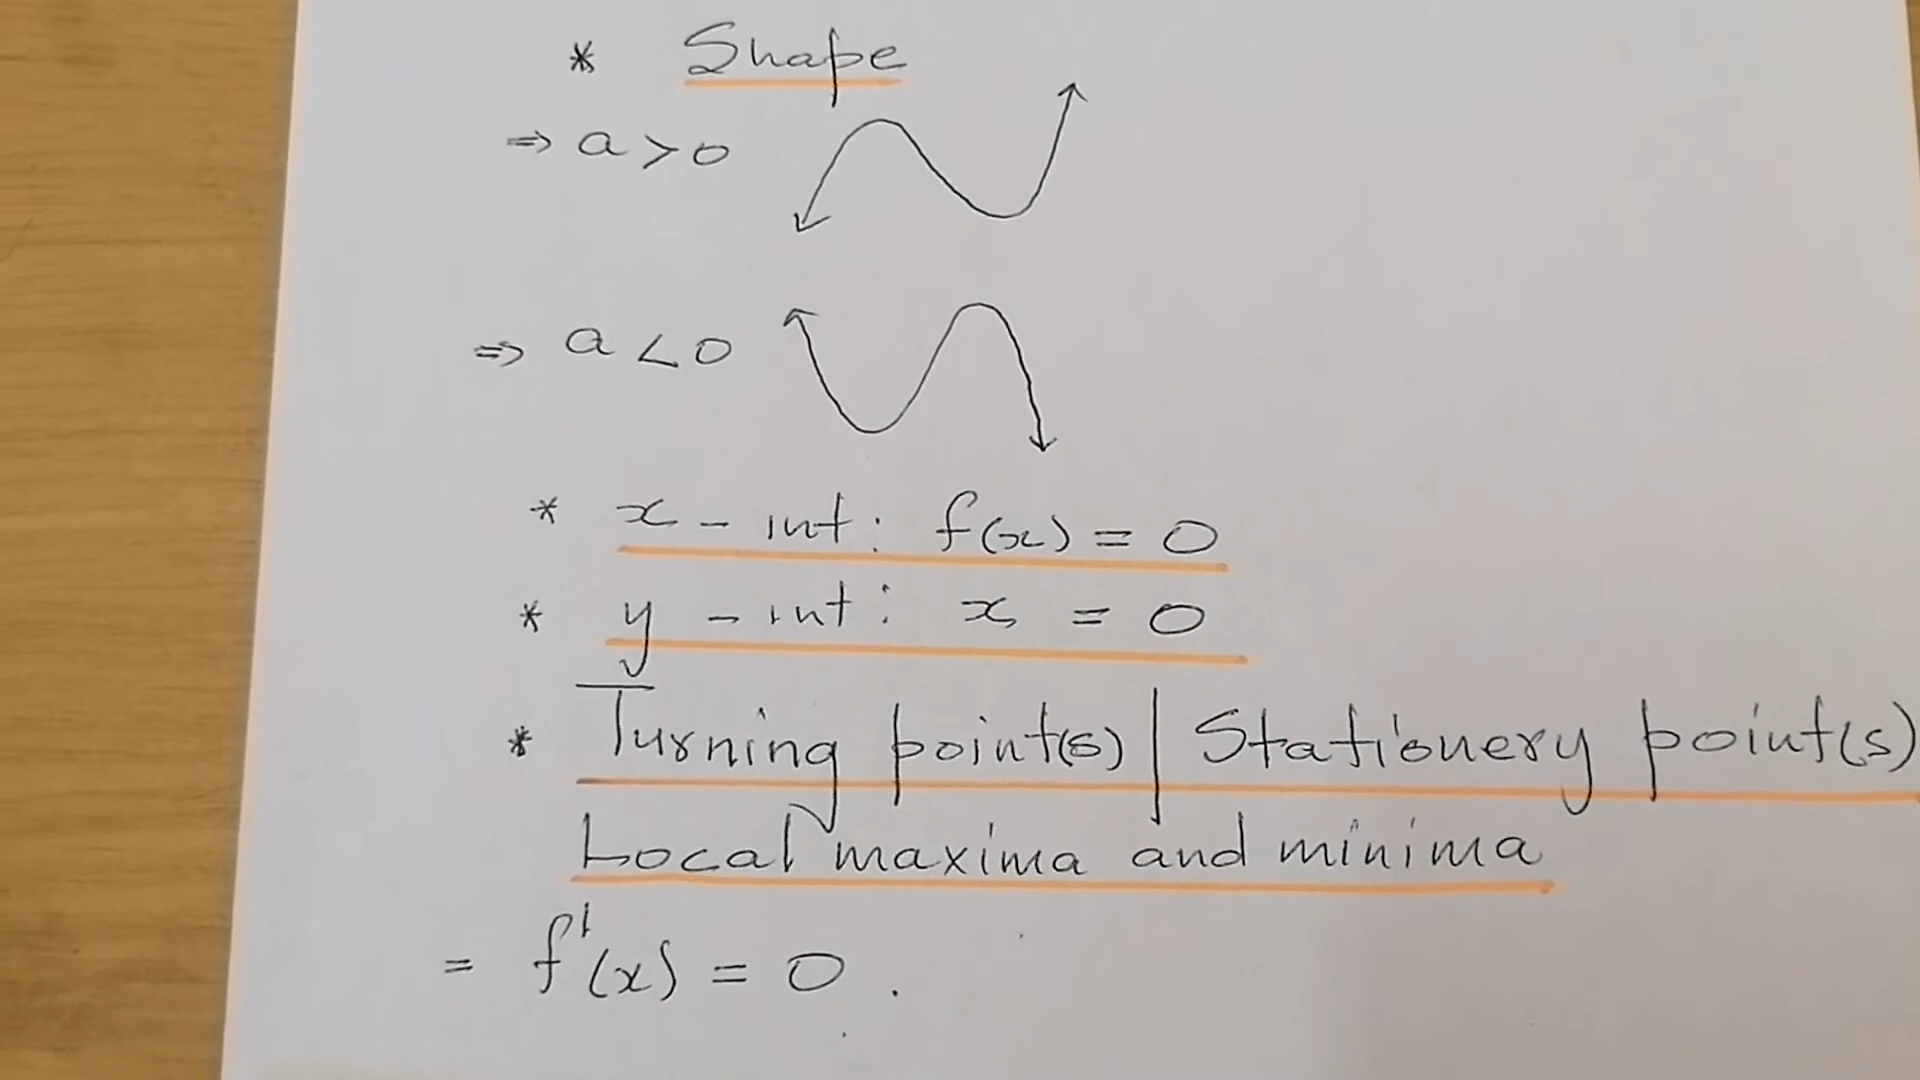 * Shape
⇒ a > 0
⇒ a < 0
* x - int : f(x) = 0
* y - int : x = 0
* Turning point(s) | Stationery point(s)
Local maxima and minima
= f'(x) = 0 .